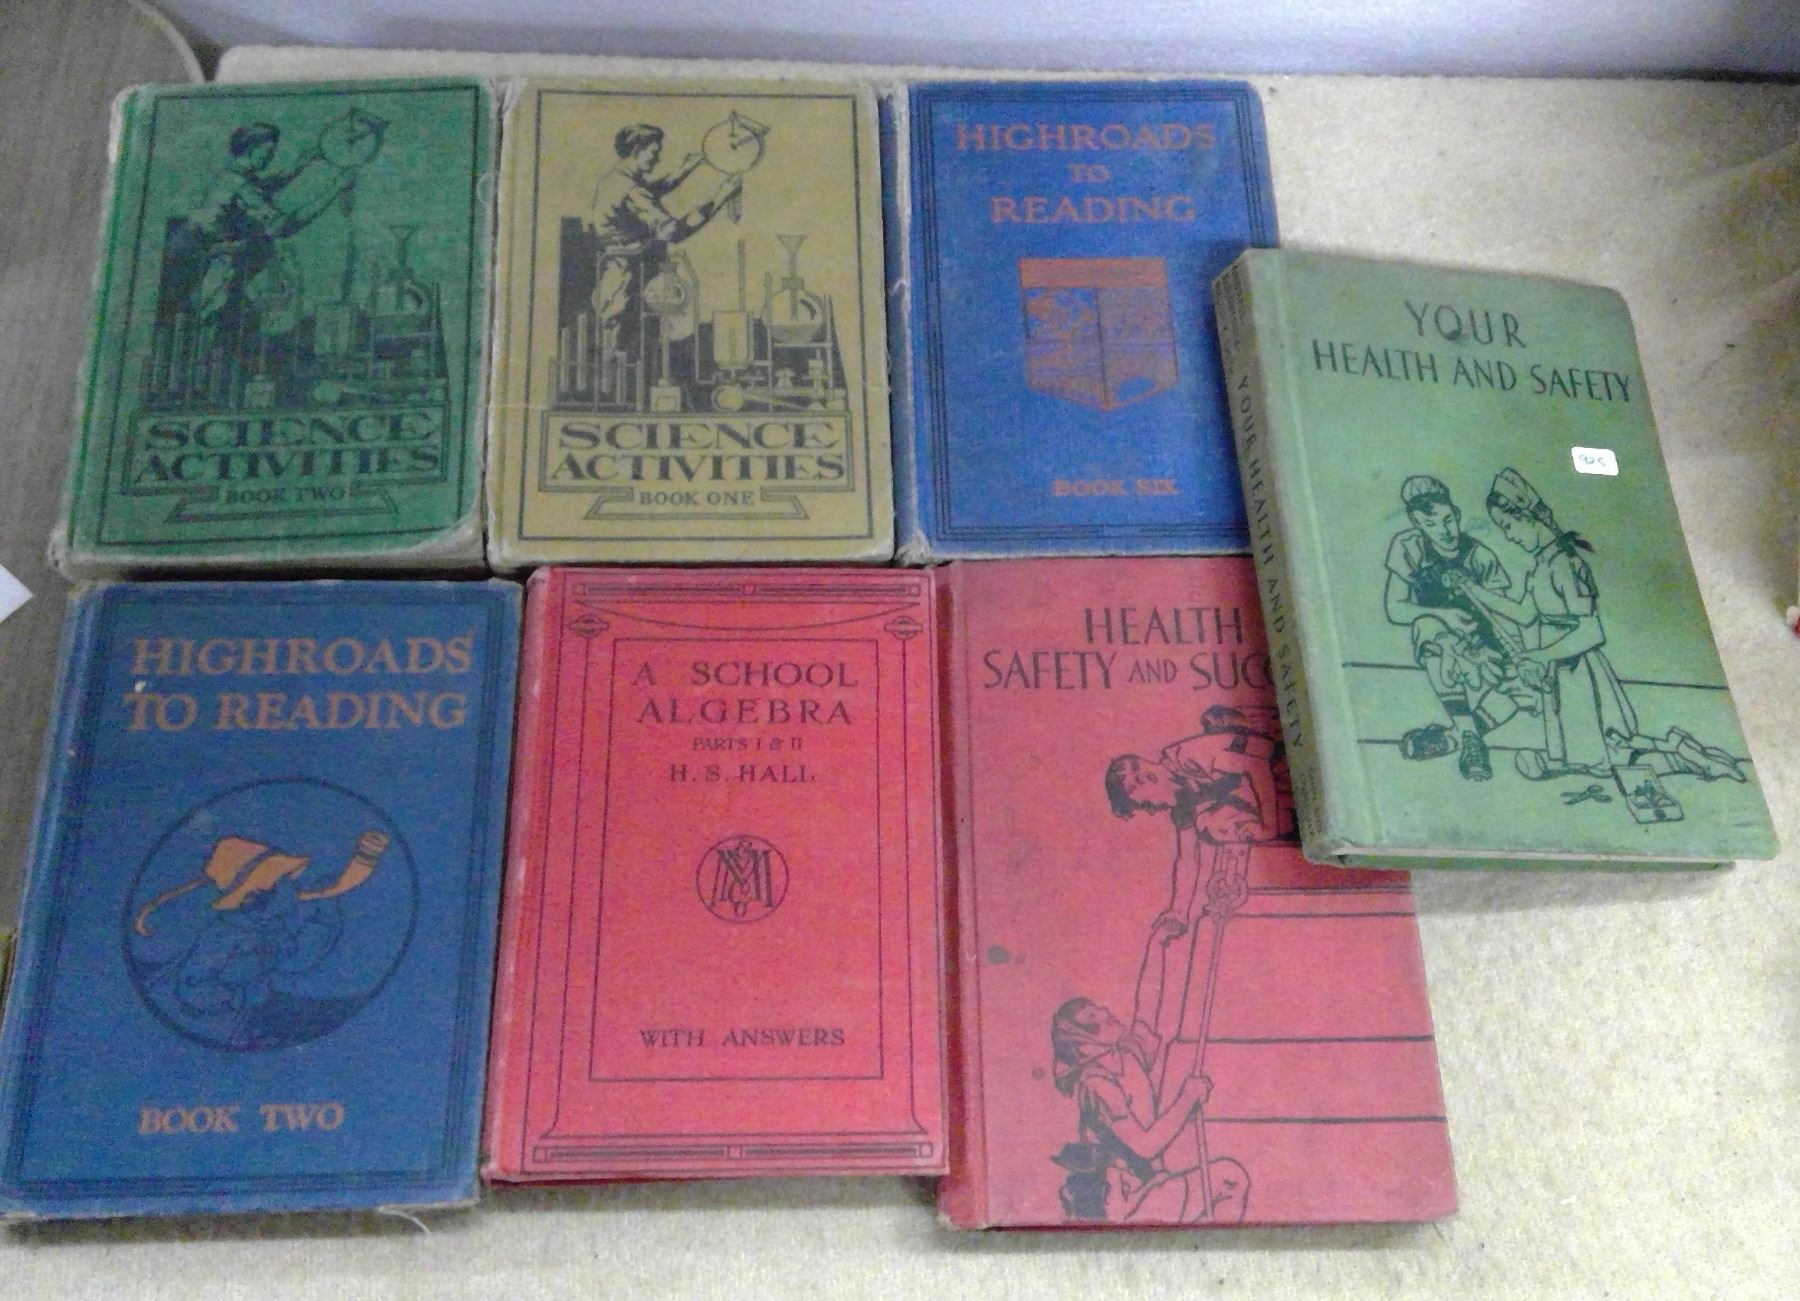 SCIENCE
ACTIVITIES
BOOK TWO
SCIENCE
ACTIVITIES
BOOK ONE
HIGHROADS
TO
READING
BOOK SIX
YOUR
HEALTH AND SAFETY
925
YOUR HEALTH AND SAFETY
HIGHROADS
TO READING
BOOK TWO
A SCHOOL
ALGEBRA
PARTS I & II
H. S. HALL
WITH ANSWERS
HEALTH
SAFETY AND SUCC